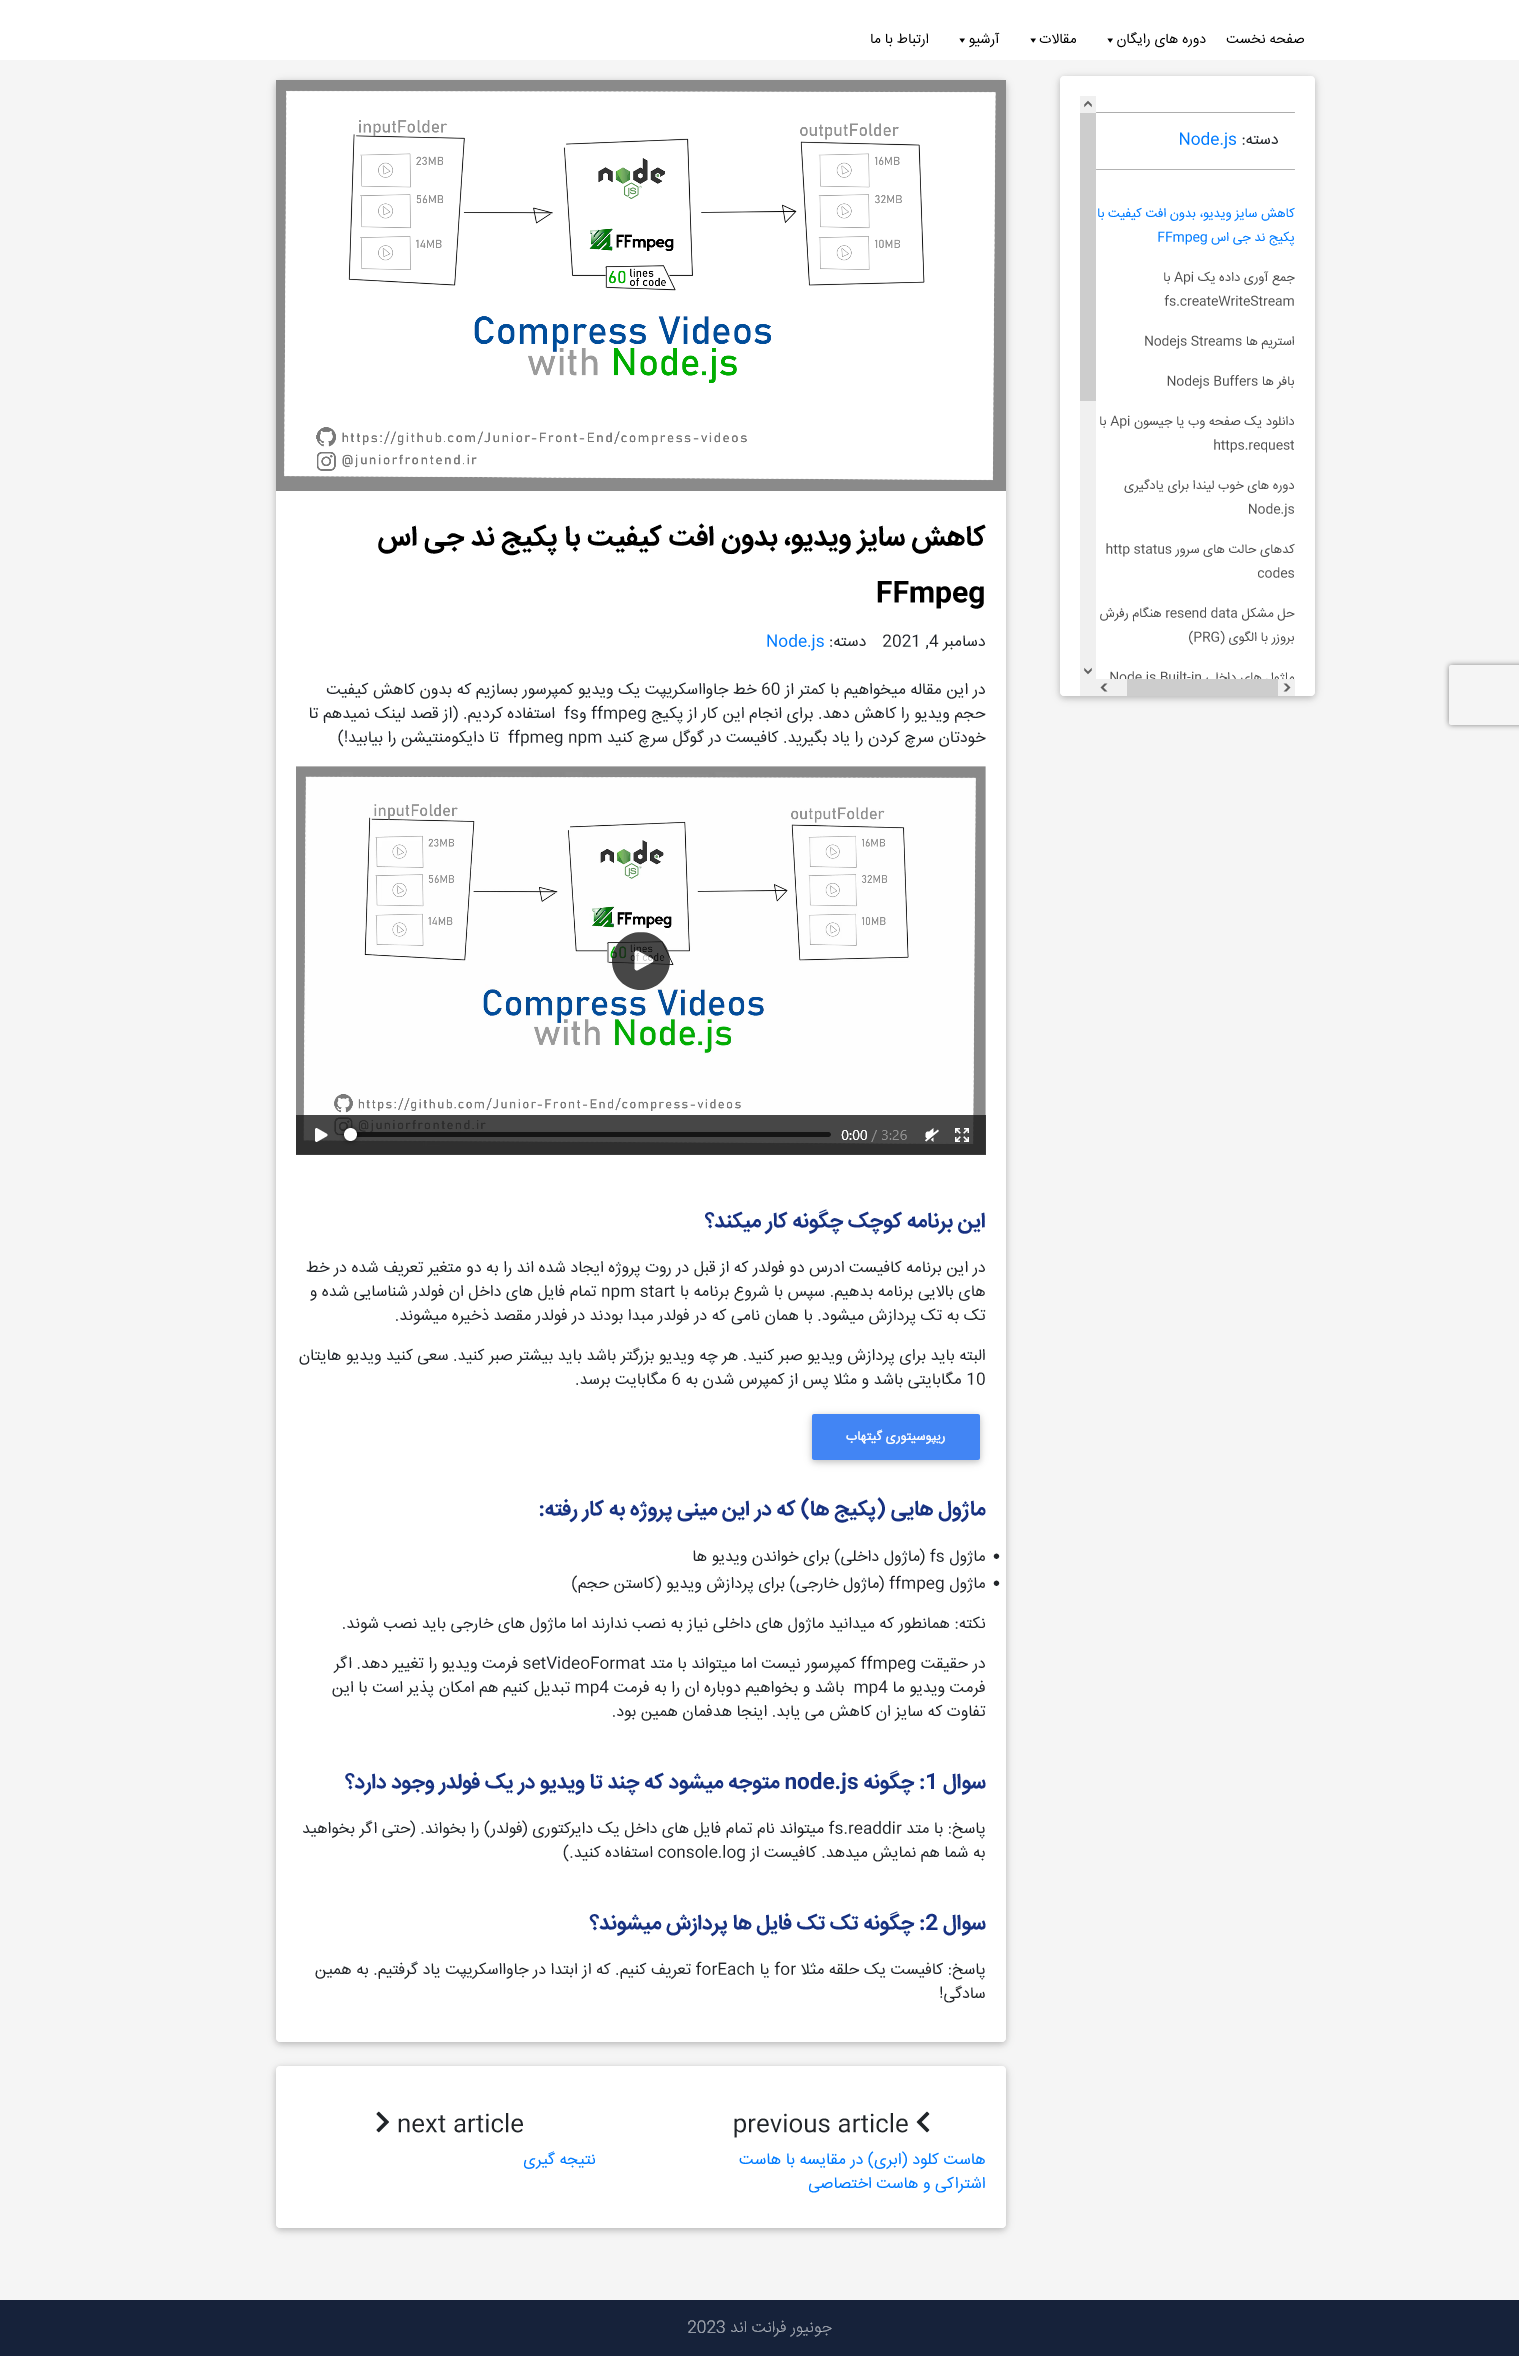 صفحه نخست
دوره های رایگان
مقالات
آرشیو
ارتباط با ما
دسته: Node.js
کاهش سایز ویدیو، بدون افت کیفیت با
پکیج ند جی اس FFmpeg
جمع آوری داده یک Api با
fs.createWriteStream
استریم ها Nodejs Streams
بافر ها Nodejs Buffers
دانلود یک صفحه وب یا جیسون Api با
https.request
دوره های خوب لیندا برای یادگیری
Node.js
کدهای حالت های سرور http status
codes
حل مشکل resend data هنگام رفرش
بروزر با الگوی (PRG)
ماژول های داخلی Node.js Built-in
inputFolder
23MB
56MB
14MB
node
JS
FFmpeg
60 lines of code
outputFolder
16MB
32MB
10MB
Compress Videos
with Node.js
https://github.com/Junior-Front-End/compress-videos
@juniorfrontend.ir
کاهش سایز ویدیو، بدون افت کیفیت با پکیج ند جی اس
FFmpeg
دسامبر 4, 2021 دسته: Node.js
در این مقاله میخواهیم با کمتر از 60 خط جاوااسکریپت یک ویدیو کمپرسور بسازیم که بدون کاهش کیفیت
حجم ویدیو را کاهش دهد. برای انجام این کار از پکیج ffmpeg وfs استفاده کردیم. (از قصد لینک نمیدهم تا
خودتان سرچ کردن را یاد بگیرید. کافیست در گوگل سرچ کنید ffpmeg npm تا دایکومنتیشن را بیابید!)
inputFolder
23MB
56MB
14MB
node
JS
FFmpeg
60 lines of code
outputFolder
16MB
32MB
10MB
Compress Videos
with Node.js
https://github.com/Junior-Front-End/compress-videos
@juniorfrontend.ir
0:00 / 3:26
این برنامه کوچک چگونه کار میکند؟
در این برنامه کافیست ادرس دو فولدر که از قبل در روت پروژه ایجاد شده اند را به دو متغیر تعریف شده در خط
های بالایی برنامه بدهیم. سپس با شروع برنامه با npm start تمام فایل های داخل ان فولدر شناسایی شده و
تک به تک پردازش میشود. با همان نامی که در فولدر مبدا بودند در فولدر مقصد ذخیره میشوند.
البته باید برای پردازش ویدیو صبر کنید. هر چه ویدیو بزرگتر باشد باید بیشتر صبر کنید. سعی کنید ویدیو هایتان
10 مگابایتی باشد و مثلا پس از کمپرس شدن به 6 مگابایت برسد.
ریپوسیتوری گیتهاب
ماژول هایی (پکیج ها) که در این مینی پروژه به کار رفته:
• ماژول fs (ماژول داخلی) برای خواندن ویدیو ها
• ماژول ffmpeg (ماژول خارجی) برای پردازش ویدیو (کاستن حجم)
نکته: همانطور که میدانید ماژول های داخلی نیاز به نصب ندارند اما ماژول های خارجی باید نصب شوند.
در حقیقت ffmpeg کمپرسور نیست اما میتواند با متد setVideoFormat فرمت ویدیو را تغییر دهد. اگر
فرمت ویدیو ما mp4 باشد و بخواهیم دوباره ان را به فرمت mp4 تبدیل کنیم هم امکان پذیر است با این
تفاوت که سایز ان کاهش می یابد. اینجا هدفمان همین بود.
سوال 1: چگونه node.js متوجه میشود که چند تا ویدیو در یک فولدر وجود دارد؟
پاسخ: با متد fs.readdir میتواند نام تمام فایل های داخل یک دایرکتوری (فولدر) را بخواند. (حتی اگر بخواهید
به شما هم نمایش میدهد. کافیست از console.log استفاده کنید.)
سوال 2: چگونه تک تک فایل ها پردازش میشوند؟
پاسخ: کافیست یک حلقه مثلا for یا forEach تعریف کنیم. که از ابتدا در جاوااسکریپت یاد گرفتیم. به همین
سادگی!
previous article
هاست کلود (ابری) در مقایسه با هاست
اشتراکی و هاست اختصاصی
next article
نتیجه گیری
جونیور فرانت اند 2023